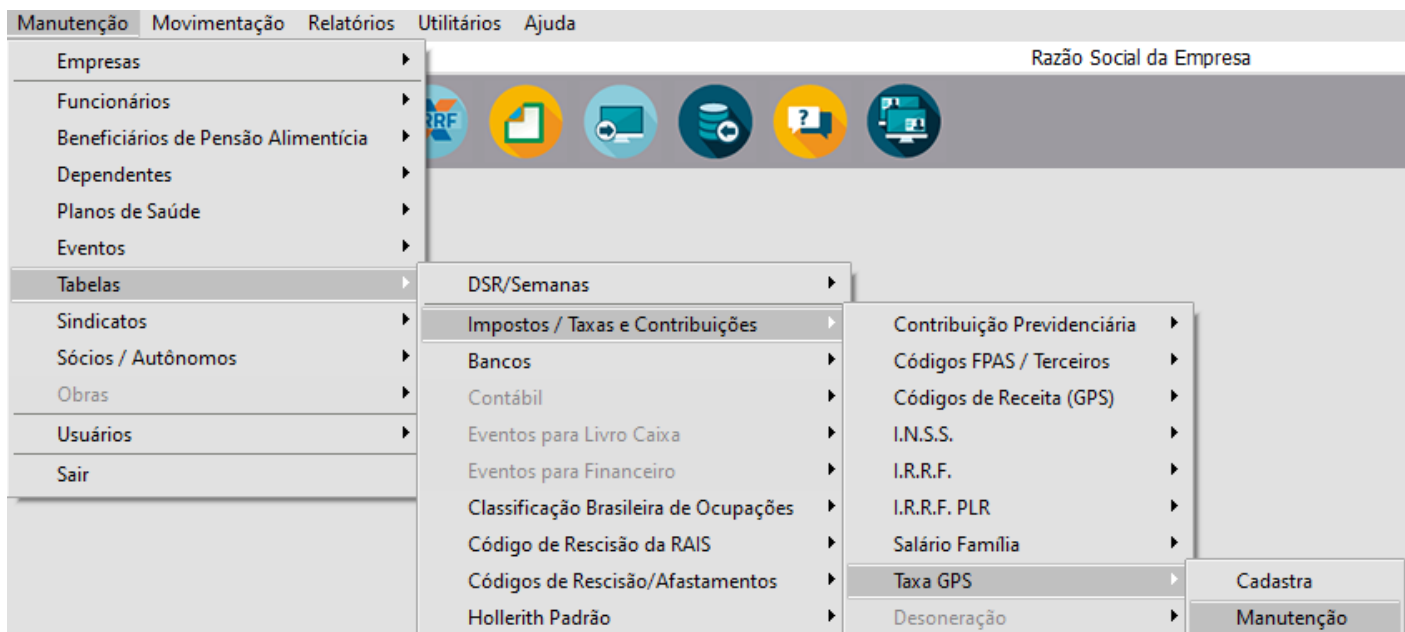 Manutenção Movimentação Relatórios Utilitários Ajuda
Razão Social da Empresa
RRF
?
Empresas
Funcionários
Beneficiários de Pensão Alimentícia
Dependentes
Planos de Saúde
Eventos
Tabelas
Sindicatos
Sócios / Autônomos
Obras
Usuários
Sair
DSR/Semanas
Impostos / Taxas e Contribuições
Bancos
Contábil
Eventos para Livro Caixa
Eventos para Financeiro
Classificação Brasileira de Ocupações
Código de Rescisão da RAIS
Códigos de Rescisão/Afastamentos
Hollerith Padrão
Contribuição Previdenciária
Códigos FPAS / Terceiros
Códigos de Receita (GPS)
I.N.S.S.
I.R.R.F.
I.R.R.F. PLR
Salário Família
Taxa GPS
Desoneração
Cadastra
Manutenção